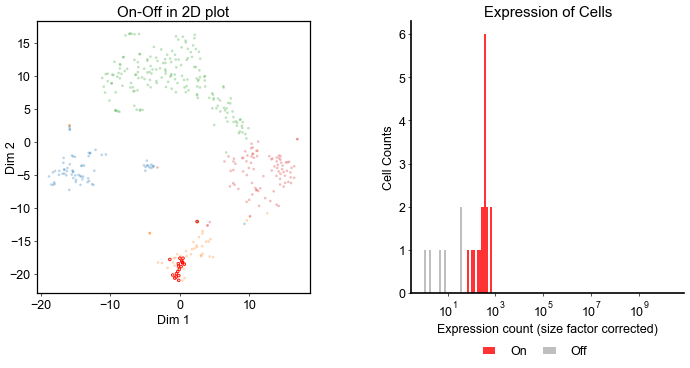 On-Off in 2D plot
Dim 2
15
10
5
0
−5
−10
−15
−20
−20 −10 0 10
Dim 1
Expression of Cells
Cell Counts
6
5
4
3
2
1
0
10^1 10^3 10^5 10^7 10^9
Expression count (size factor corrected)
On Off